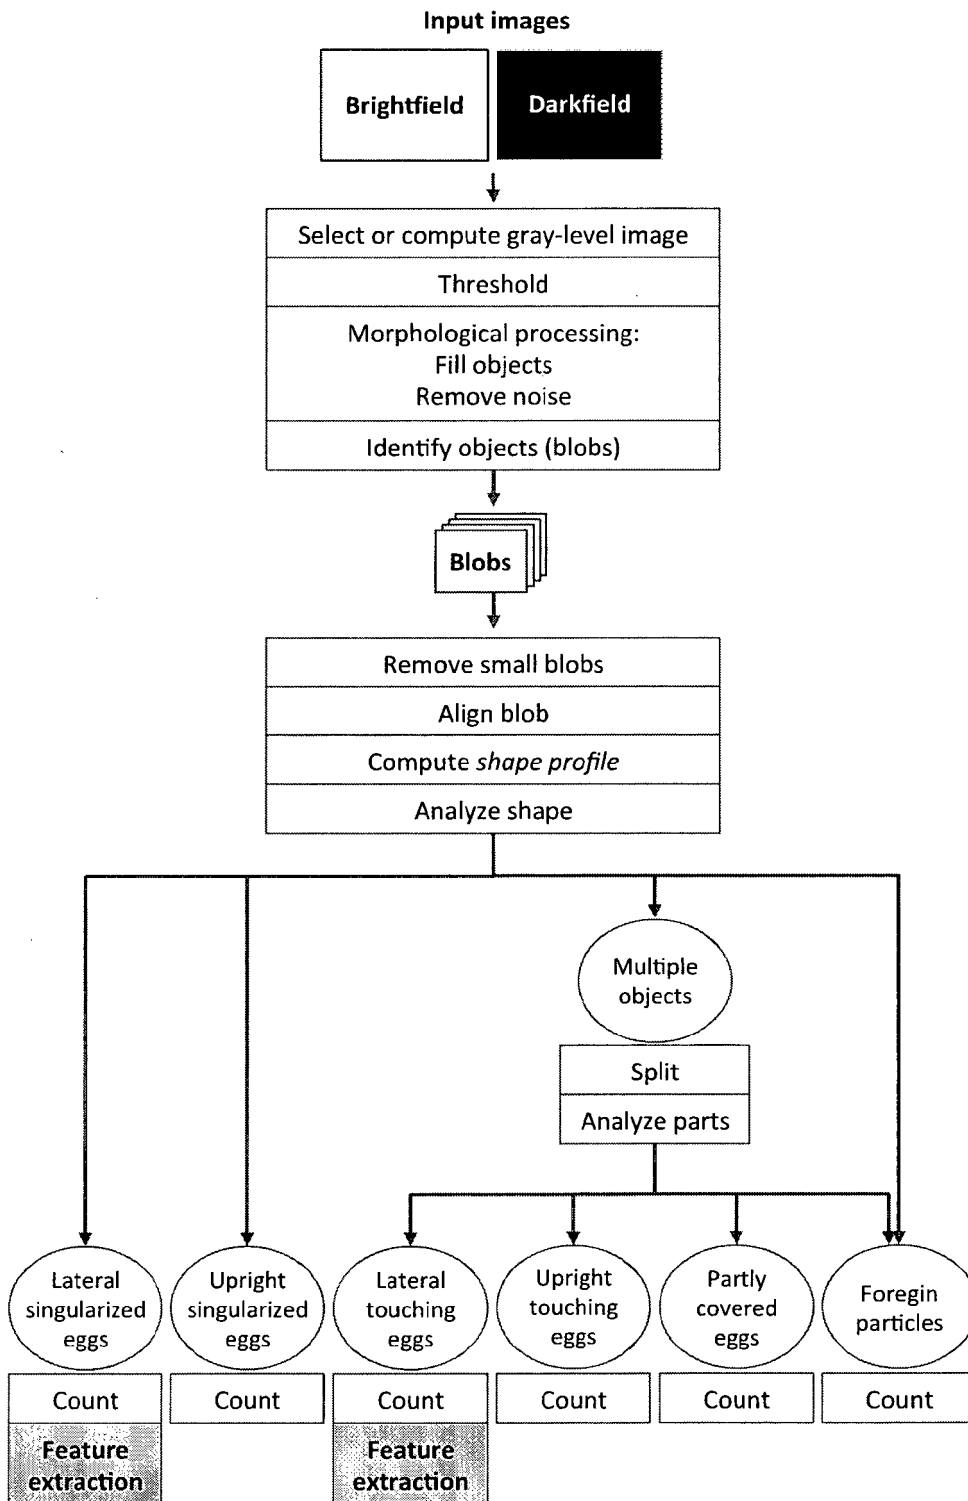 Input images
Brightfield
Darkfield
Select or compute gray-level image
Threshold
Morphological processing:
Fill objects
Remove noise
Identify objects (blobs)
Blobs
Remove small blobs
Align blob
Compute shape profile
Analyze shape
Multiple
objects
Split
Analyze parts
Lateral
singularized
eggs
Upright
singularized
eggs
Lateral
touching
eggs
Upright
touching
eggs
Partly
covered
eggs
Foregin
particles
Count
Count
Count
Count
Count
Count
Feature
extraction
Feature
extraction